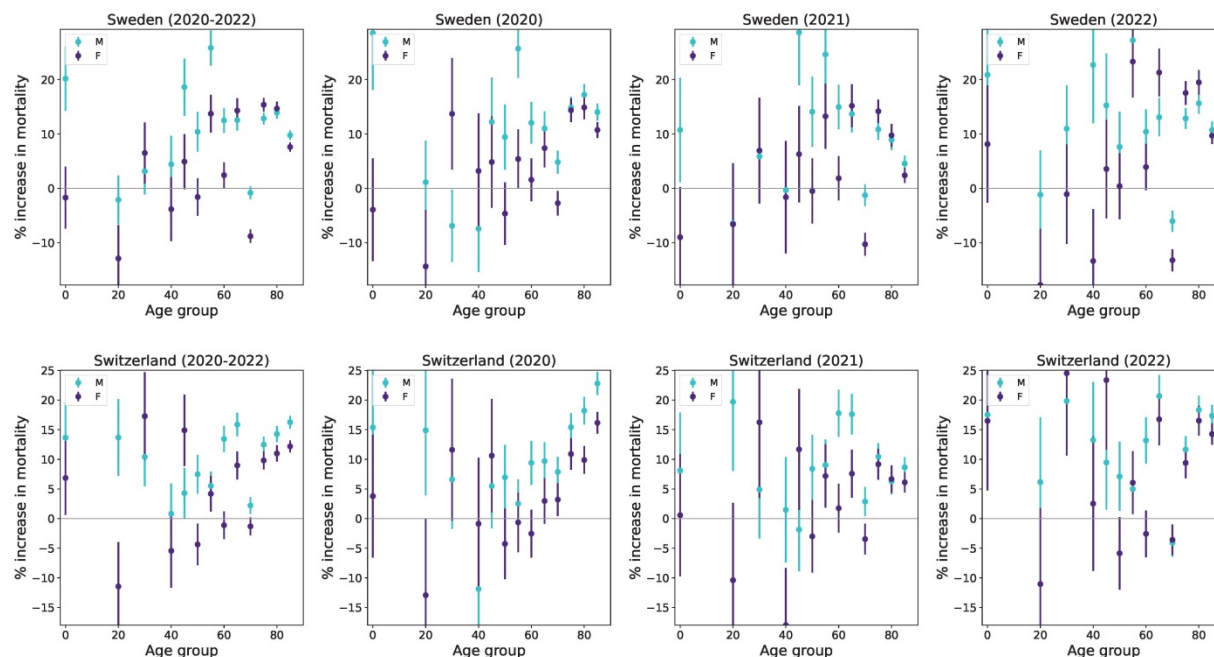 Sweden (2020-2022)
M
F
% increase in mortality
20
10
0
−10
0
20
40
60
80
Age group
Sweden (2020)
M
F
% increase in mortality
20
10
0
−10
0
20
40
60
80
Age group
Sweden (2021)
M
F
% increase in mortality
20
10
0
−10
0
20
40
60
80
Age group
Sweden (2022)
M
F
% increase in mortality
20
10
0
−10
0
20
40
60
80
Age group
Switzerland (2020-2022)
M
F
% increase in mortality
25
20
15
10
5
0
−5
−10
−15
0
20
40
60
80
Age group
Switzerland (2020)
M
F
% increase in mortality
25
20
15
10
5
0
−5
−10
−15
0
20
40
60
80
Age group
Switzerland (2021)
M
F
% increase in mortality
25
20
15
10
5
0
−5
−10
−15
0
20
40
60
80
Age group
Switzerland (2022)
M
F
% increase in mortality
25
20
15
10
5
0
−5
−10
−15
0
20
40
60
80
Age group